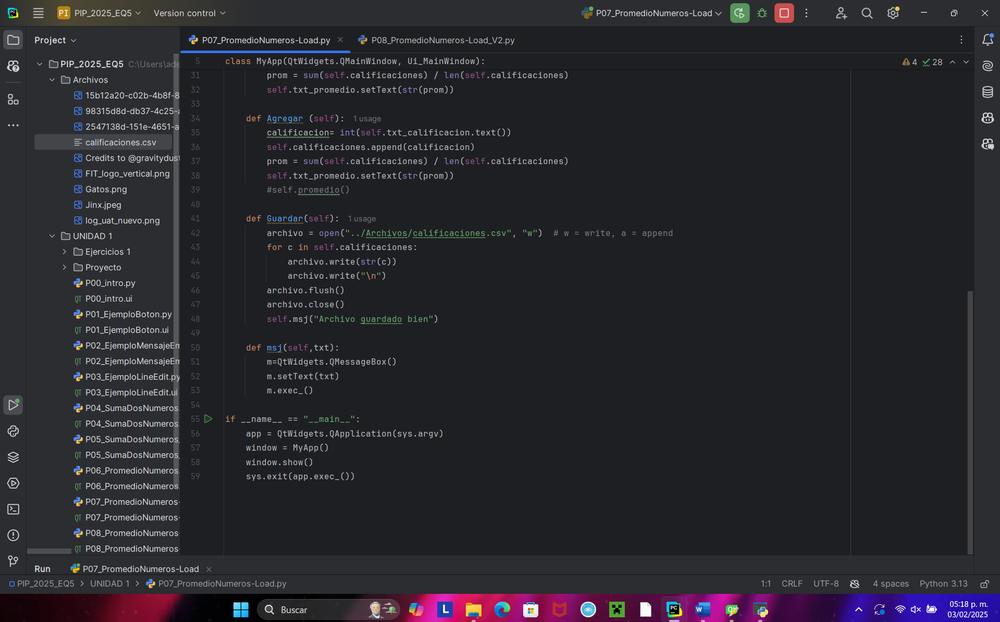 PI PIP_2025_EQ5 Version control P07_PromedioNumeros-Load
Project
P07_PromedioNumeros-Load.py P08_PromedioNumeros-Load_V2.py
PIP_2025_EQ5 C:\Users\ade
Archivos
15b12a20-c02b-4b8f-8
98315d8d-db37-4c25-a
2547138d-151e-4651-a
calificaciones.csv
Credits to @gravitydust
FIT_logo_vertical.png
Gatos.png
Jinx.jpeg
log_uat_nuevo.png
UNIDAD 1
Ejercicios 1
Proyecto
P00_intro.py
P00_intro.ui
P01_EjemploBoton.py
P01_EjemploBoton.ui
P02_EjemploMensajeEm
P02_EjemploMensajeEm
P03_EjemploLineEdit.py
P03_EjemploLineEdit.ui
P04_SumaDosNumeros.
P04_SumaDosNumeros.
P05_SumaDosNumeros_
P05_SumaDosNumeros_
P06_PromedioNumeros.
P06_PromedioNumeros.
P07_PromedioNumeros-
P07_PromedioNumeros-
P08_PromedioNumeros-
P08_PromedioNumeros-
5 class MyApp(QtWidgets.QMainWindow, Ui_MainWindow): 4 28
31 prom = sum(self.calificaciones) / len(self.calificaciones)
32 self.txt_promedio.setText(str(prom))
33
34 def Agregar (self): 1 usage
35 calificacion= int(self.txt_calificacion.text())
36 self.calificaciones.append(calificacion)
37 prom = sum(self.calificaciones) / len(self.calificaciones)
38 self.txt_promedio.setText(str(prom))
39 #self.promedio()
40
41 def Guardar(self): 1 usage
42 archivo = open("../Archivos/calificaciones.csv", "w") # w = write, a = append
43 for c in self.calificaciones:
44 archivo.write(str(c))
45 archivo.write("\n")
46 archivo.flush()
47 archivo.close()
48 self.msj("Archivo guardado bien")
49
50 def msj(self,txt):
51 m=QtWidgets.QMessageBox()
52 m.setText(txt)
53 m.exec_()
54
55 if __name__ == "__main__":
56 app = QtWidgets.QApplication(sys.argv)
57 window = MyApp()
58 window.show()
59 sys.exit(app.exec_())
Run P07_PromedioNumeros-Load
PIP_2025_EQ5 > UNIDAD 1 > P07_PromedioNumeros-Load.py 1:1 CRLF UTF-8 4 spaces Python 3.13
Buscar
05:18 p. m.
03/02/2025